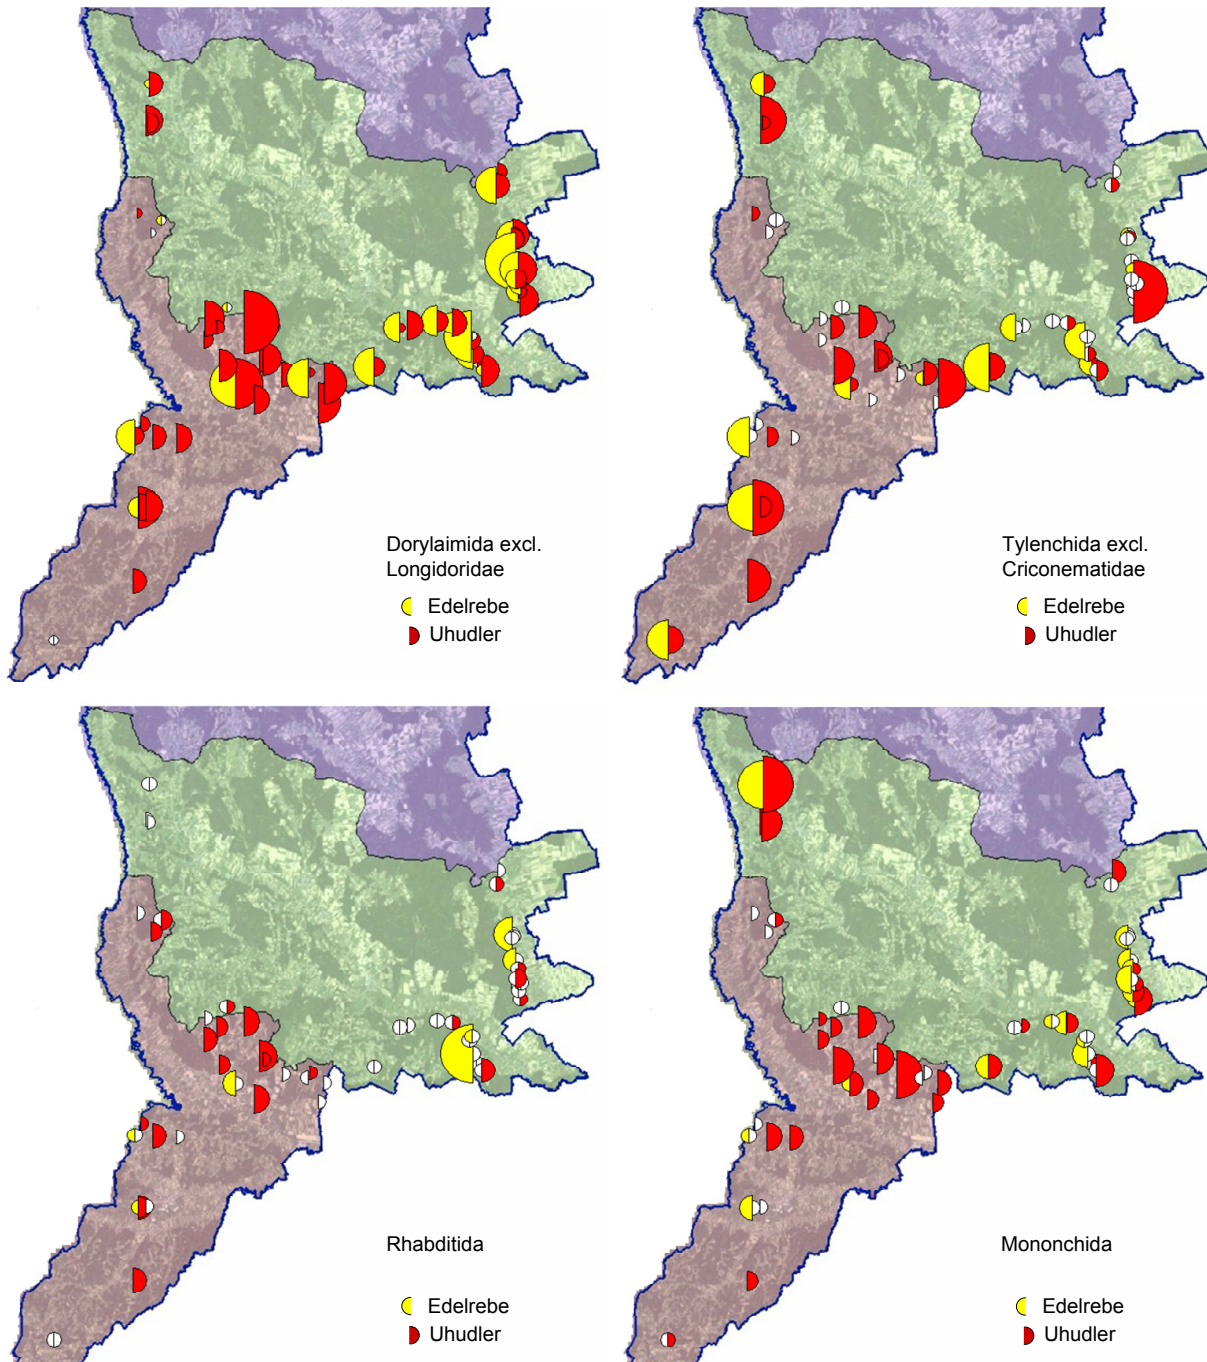 Dorylaimida excl.
Longidoridae
Edelrebe
Uhudler
Tylenchida excl.
Criconematidae
Edelrebe
Uhudler
Rhabditida
Edelrebe
Uhudler
Mononchida
Edelrebe
Uhudler